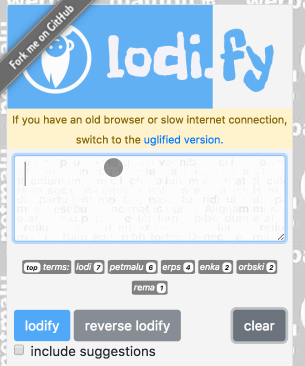 Fork me on GitHub
lodi.fy
If you have an old browser or slow internet connection,
switch to the uglified version.
top terms: lodi 7 petmalu 6 erps 4 enka 2 orbski 2
rema 1
lodify reverse lodify clear
include suggestions